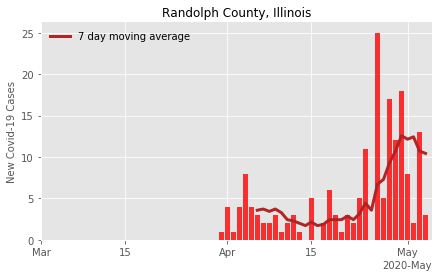 Randolph County, Illinois
7 day moving average
New Covid-19 Cases
25
20
15
10
5
0
Mar
15
Apr
15
May
2020-May